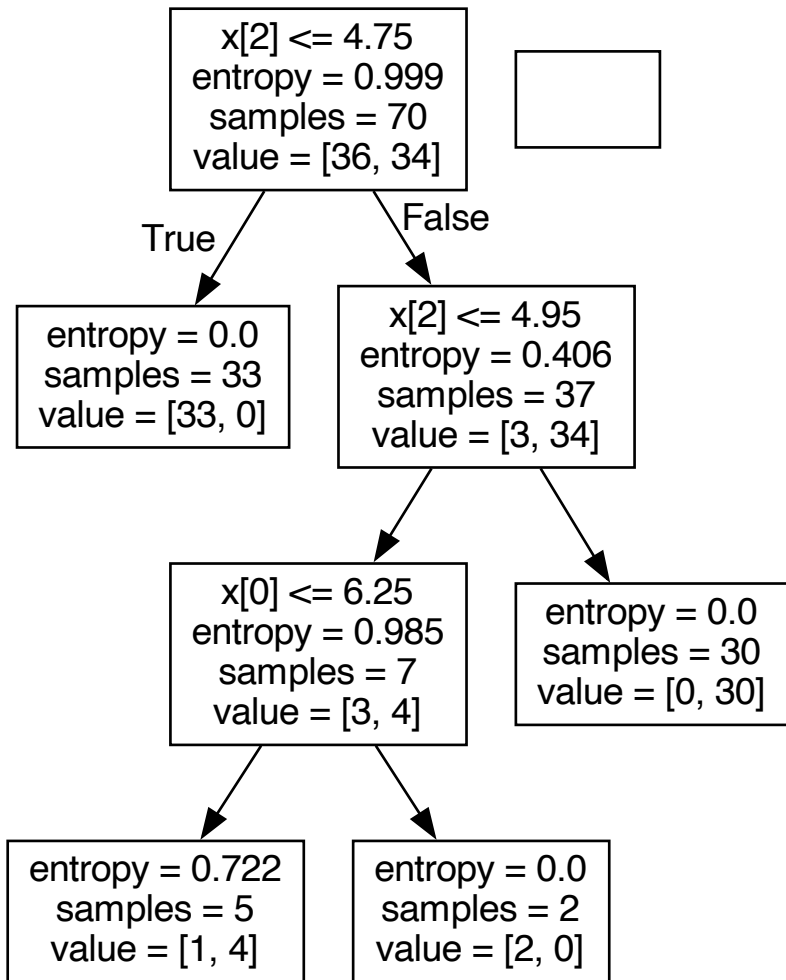 x[2] <= 4.75
entropy = 0.999
samples = 70
value = [36, 34]
True
False
entropy = 0.0
samples = 33
value = [33, 0]
x[2] <= 4.95
entropy = 0.406
samples = 37
value = [3, 34]
x[0] <= 6.25
entropy = 0.985
samples = 7
value = [3, 4]
entropy = 0.0
samples = 30
value = [0, 30]
entropy = 0.722
samples = 5
value = [1, 4]
entropy = 0.0
samples = 2
value = [2, 0]